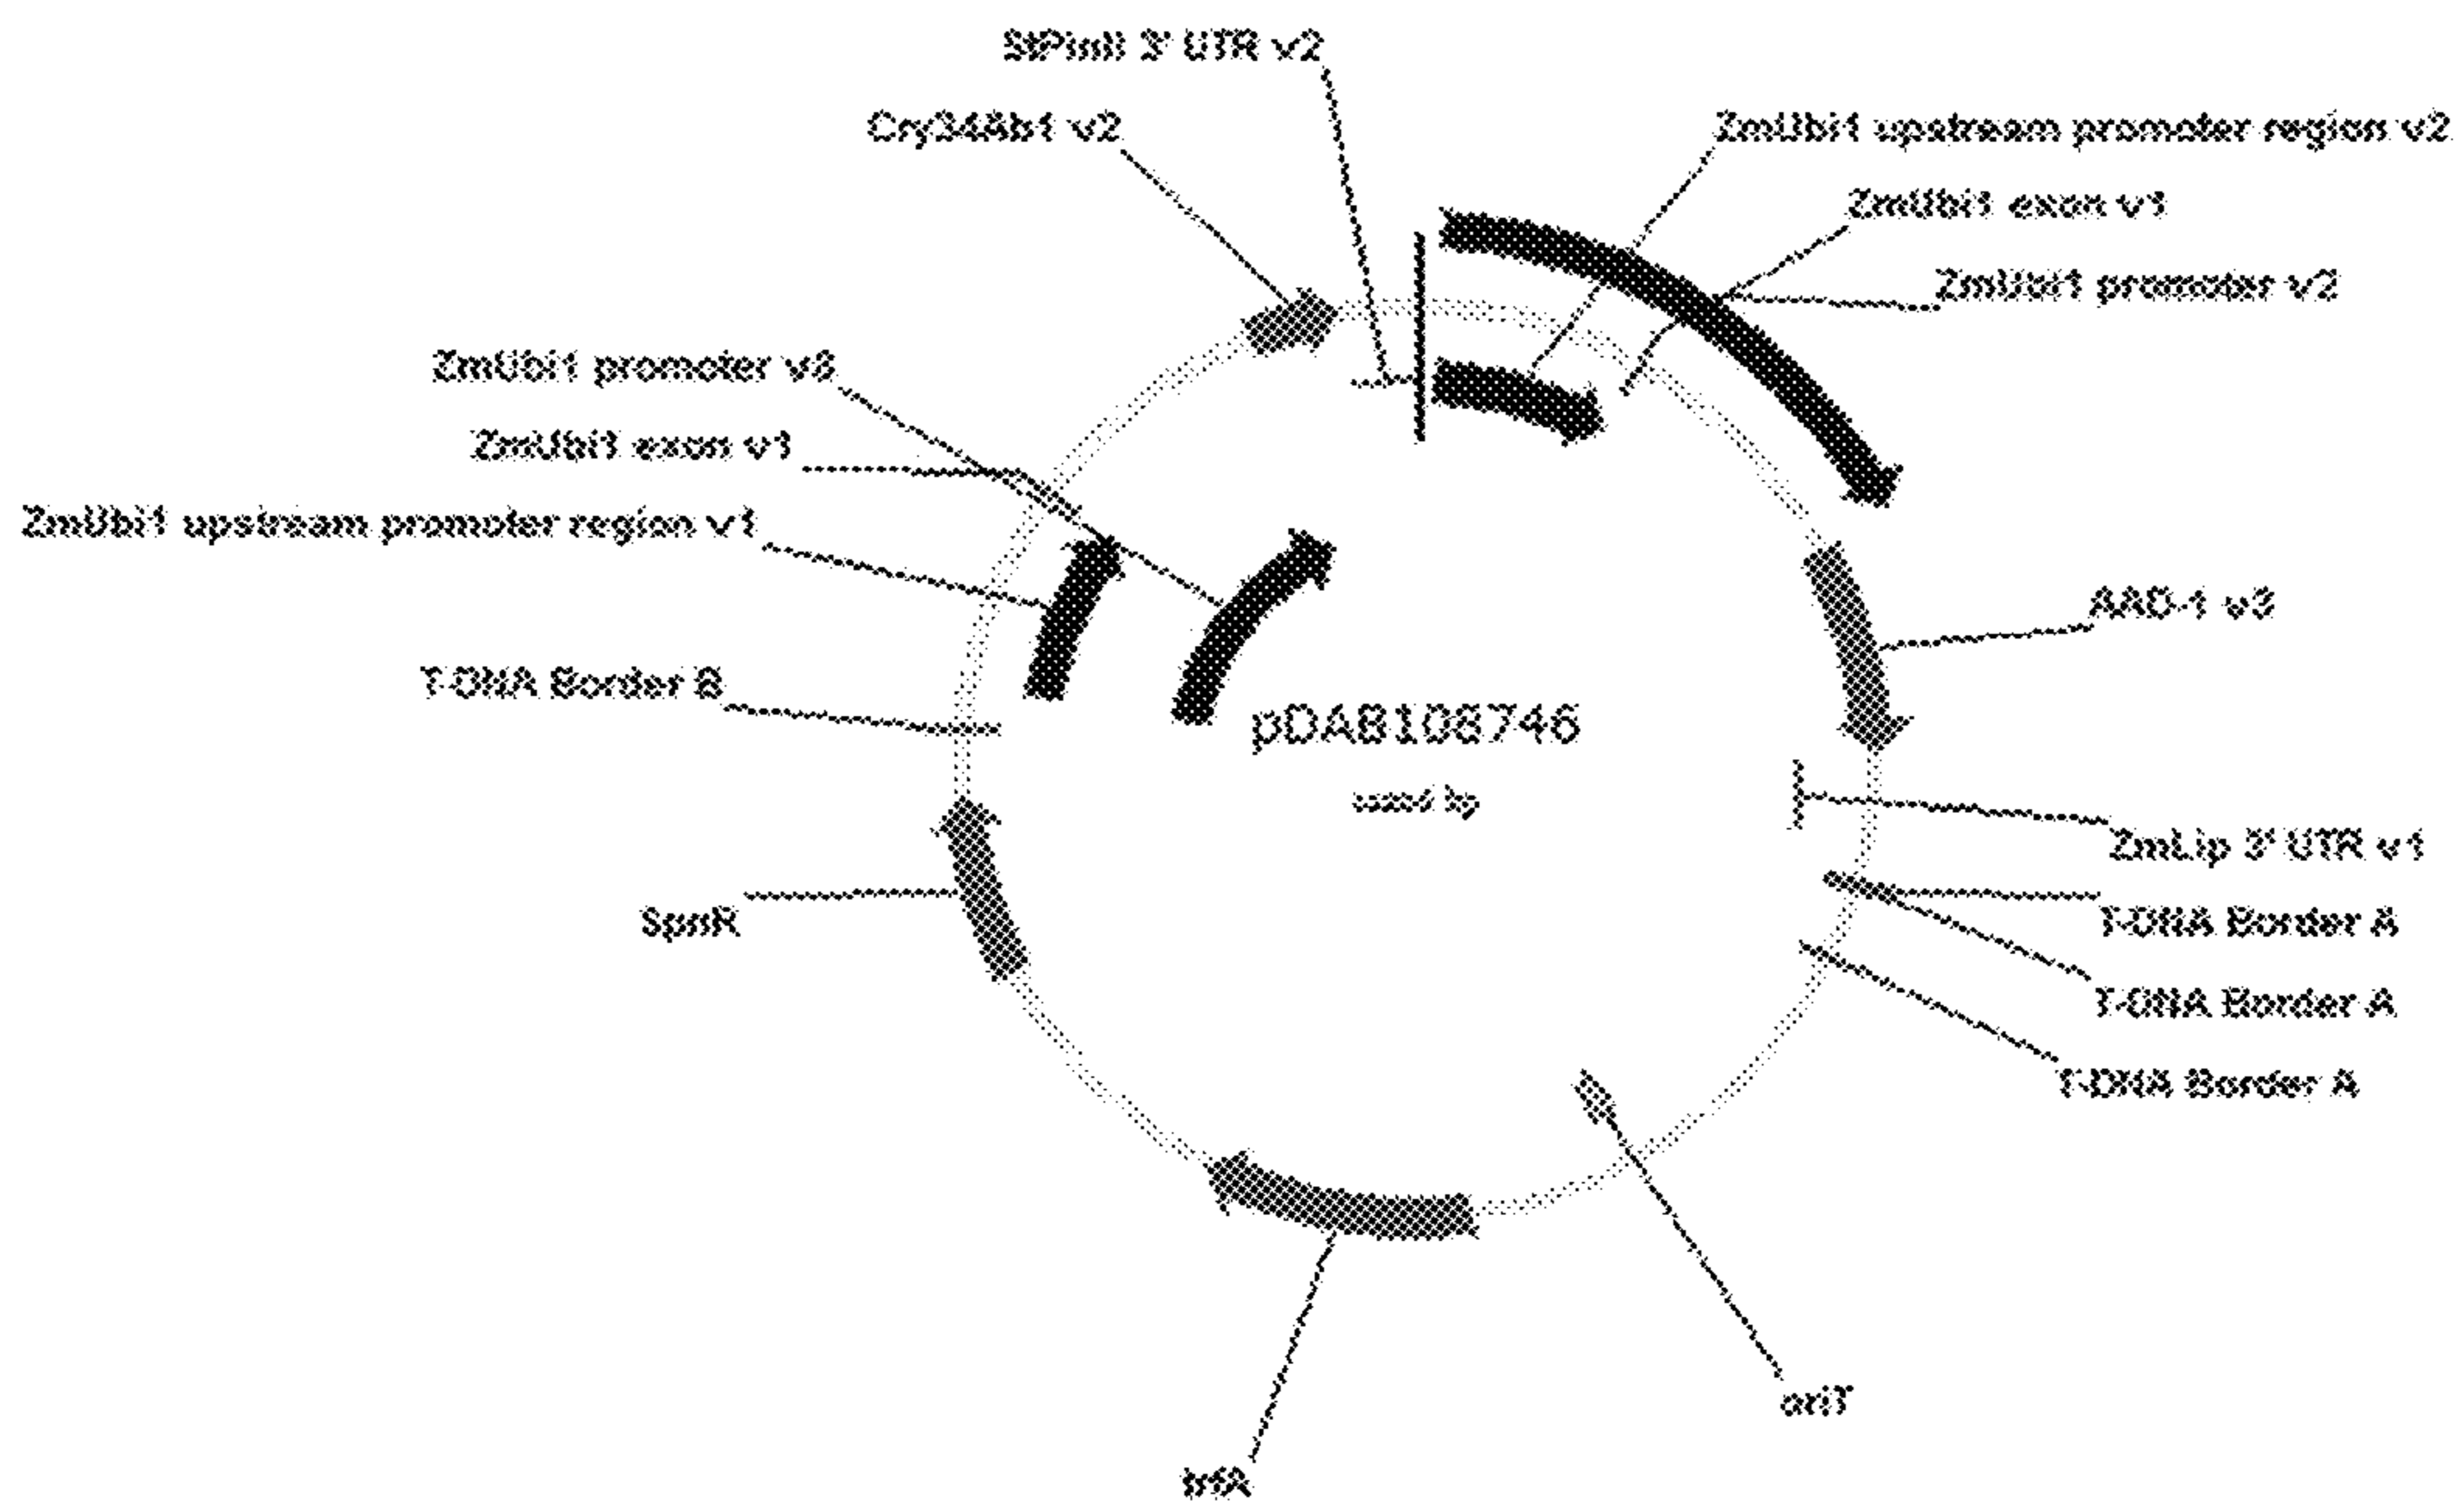 StPinII 3' UTR v2
Cry34Ab1 v2
ZmUbi1 upstream promoter region v2
ZmUbi1 exon v1
ZmUbi1 promoter v2
ZmUbi1 promoter
ZmUbi1 exon v1
ZmUbi1 upstream promoter region v1
AAD-1 v3
T-DNA Border B
pDAB108746
bp
ZmLip 3' UTR v1
T-DNA Border A
SpnR
T-DNA Border A
T-DNA Border A
oriT
trfA